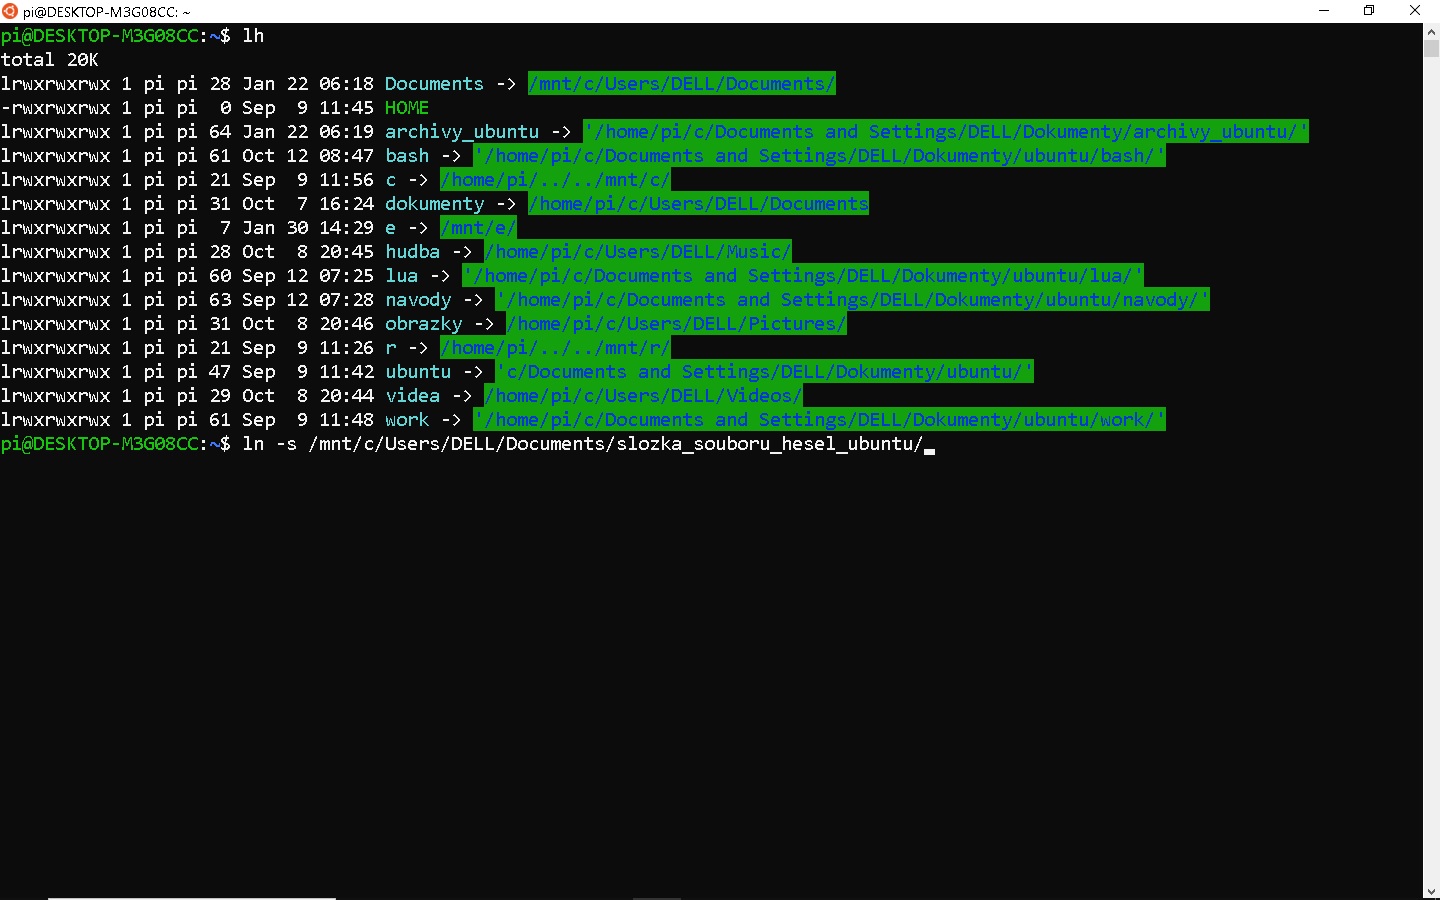 pi@DESKTOP-M3G08CC: ~
pi@DESKTOP-M3G08CC:~$ lh
total 20K
lrwxrwxrwx 1 pi pi 28 Jan 22 06:18 Documents -> /mnt/c/Users/DELL/Documents/
-rwxrwxrwx 1 pi pi  0 Sep  9 11:45 HOME
lrwxrwxrwx 1 pi pi 64 Jan 22 06:19 archivy_ubuntu -> '/home/pi/c/Documents and Settings/DELL/Dokumenty/archivy_ubuntu/'
lrwxrwxrwx 1 pi pi 61 Oct 12 08:47 bash -> '/home/pi/c/Documents and Settings/DELL/Dokumenty/ubuntu/bash/'
lrwxrwxrwx 1 pi pi 21 Sep  9 11:56 c -> /home/pi/../../mnt/c/
lrwxrwxrwx 1 pi pi 31 Oct  7 16:24 dokumenty -> /home/pi/c/Users/DELL/Documents
lrwxrwxrwx 1 pi pi  7 Jan 30 14:29 e -> /mnt/e/
lrwxrwxrwx 1 pi pi 28 Oct  8 20:45 hudba -> /home/pi/c/Users/DELL/Music/
lrwxrwxrwx 1 pi pi 60 Sep 12 07:25 lua -> '/home/pi/c/Documents and Settings/DELL/Dokumenty/ubuntu/lua/'
lrwxrwxrwx 1 pi pi 63 Sep 12 07:28 navody -> '/home/pi/c/Documents and Settings/DELL/Dokumenty/ubuntu/navody/'
lrwxrwxrwx 1 pi pi 31 Oct  8 20:46 obrazky -> /home/pi/c/Users/DELL/Pictures/
lrwxrwxrwx 1 pi pi 21 Sep  9 11:26 r -> /home/pi/../../mnt/r/
lrwxrwxrwx 1 pi pi 47 Sep  9 11:42 ubuntu -> 'c/Documents and Settings/DELL/Dokumenty/ubuntu/'
lrwxrwxrwx 1 pi pi 29 Oct  8 20:44 videa -> /home/pi/c/Users/DELL/Videos/
lrwxrwxrwx 1 pi pi 61 Sep  9 11:48 work -> '/home/pi/c/Documents and Settings/DELL/Dokumenty/ubuntu/work/'
pi@DESKTOP-M3G08CC:~$ ln -s /mnt/c/Users/DELL/Documents/slozka_souboru_hesel_ubuntu/